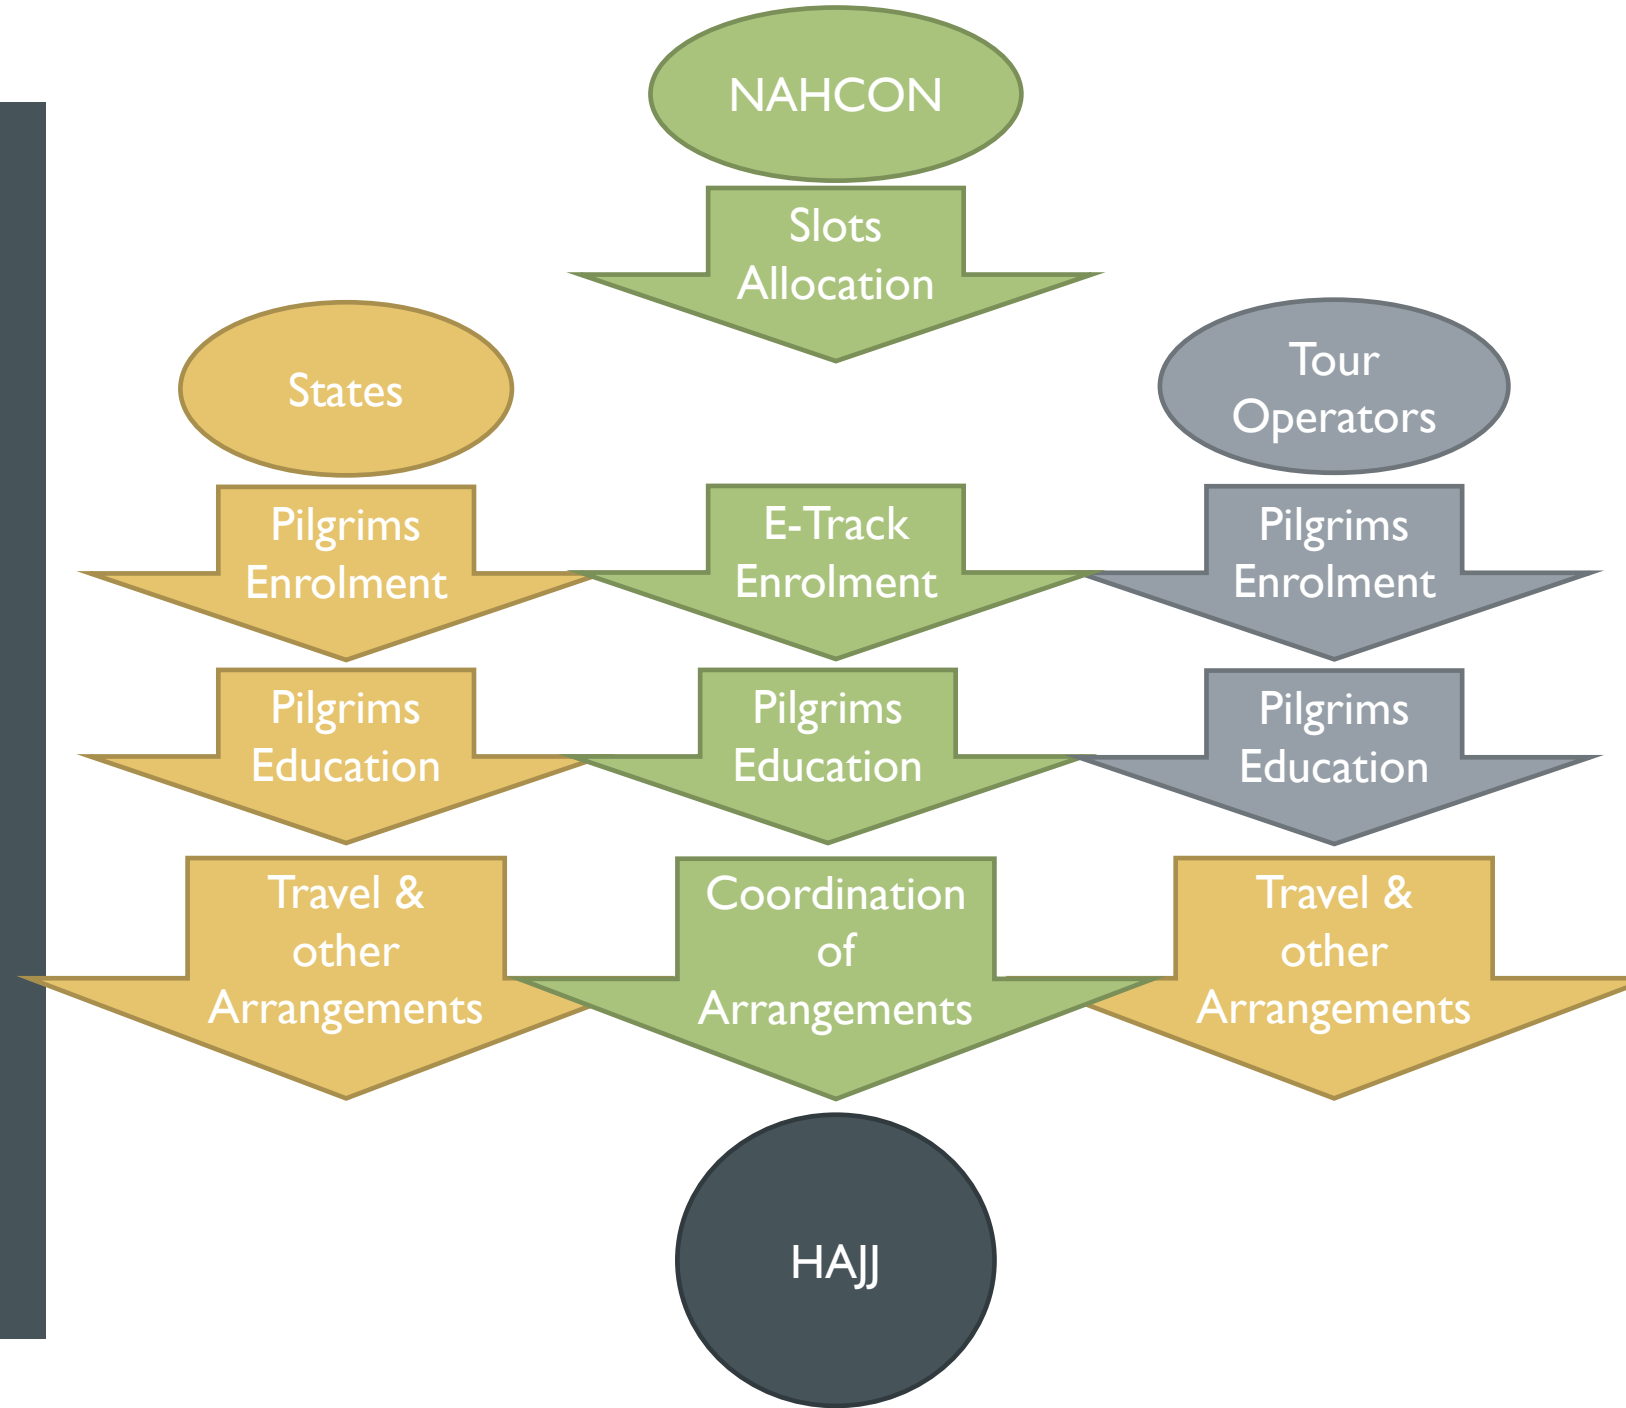 NAHCON
Slots
Allocation
States
Tour
Operators
Pilgrims
Enrolment
E-Track
Enrolment
Pilgrims
Enrolment
Pilgrims
Education
Pilgrims
Education
Pilgrims
Education
Travel &
other
Arrangements
Coordination
of
Arrangements
Travel &
other
Arrangements
HAJJ